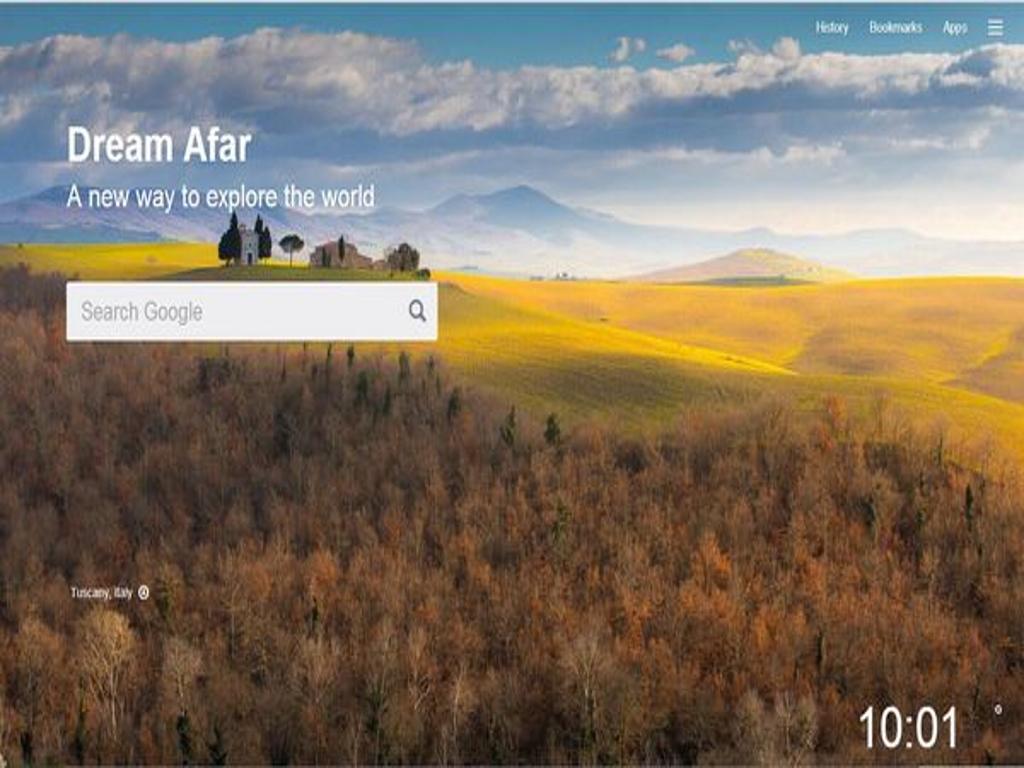 History Bookmarks Apps
Dream Afar
A new way to explore the world
Search Google
Tuscany, Italy
10:01